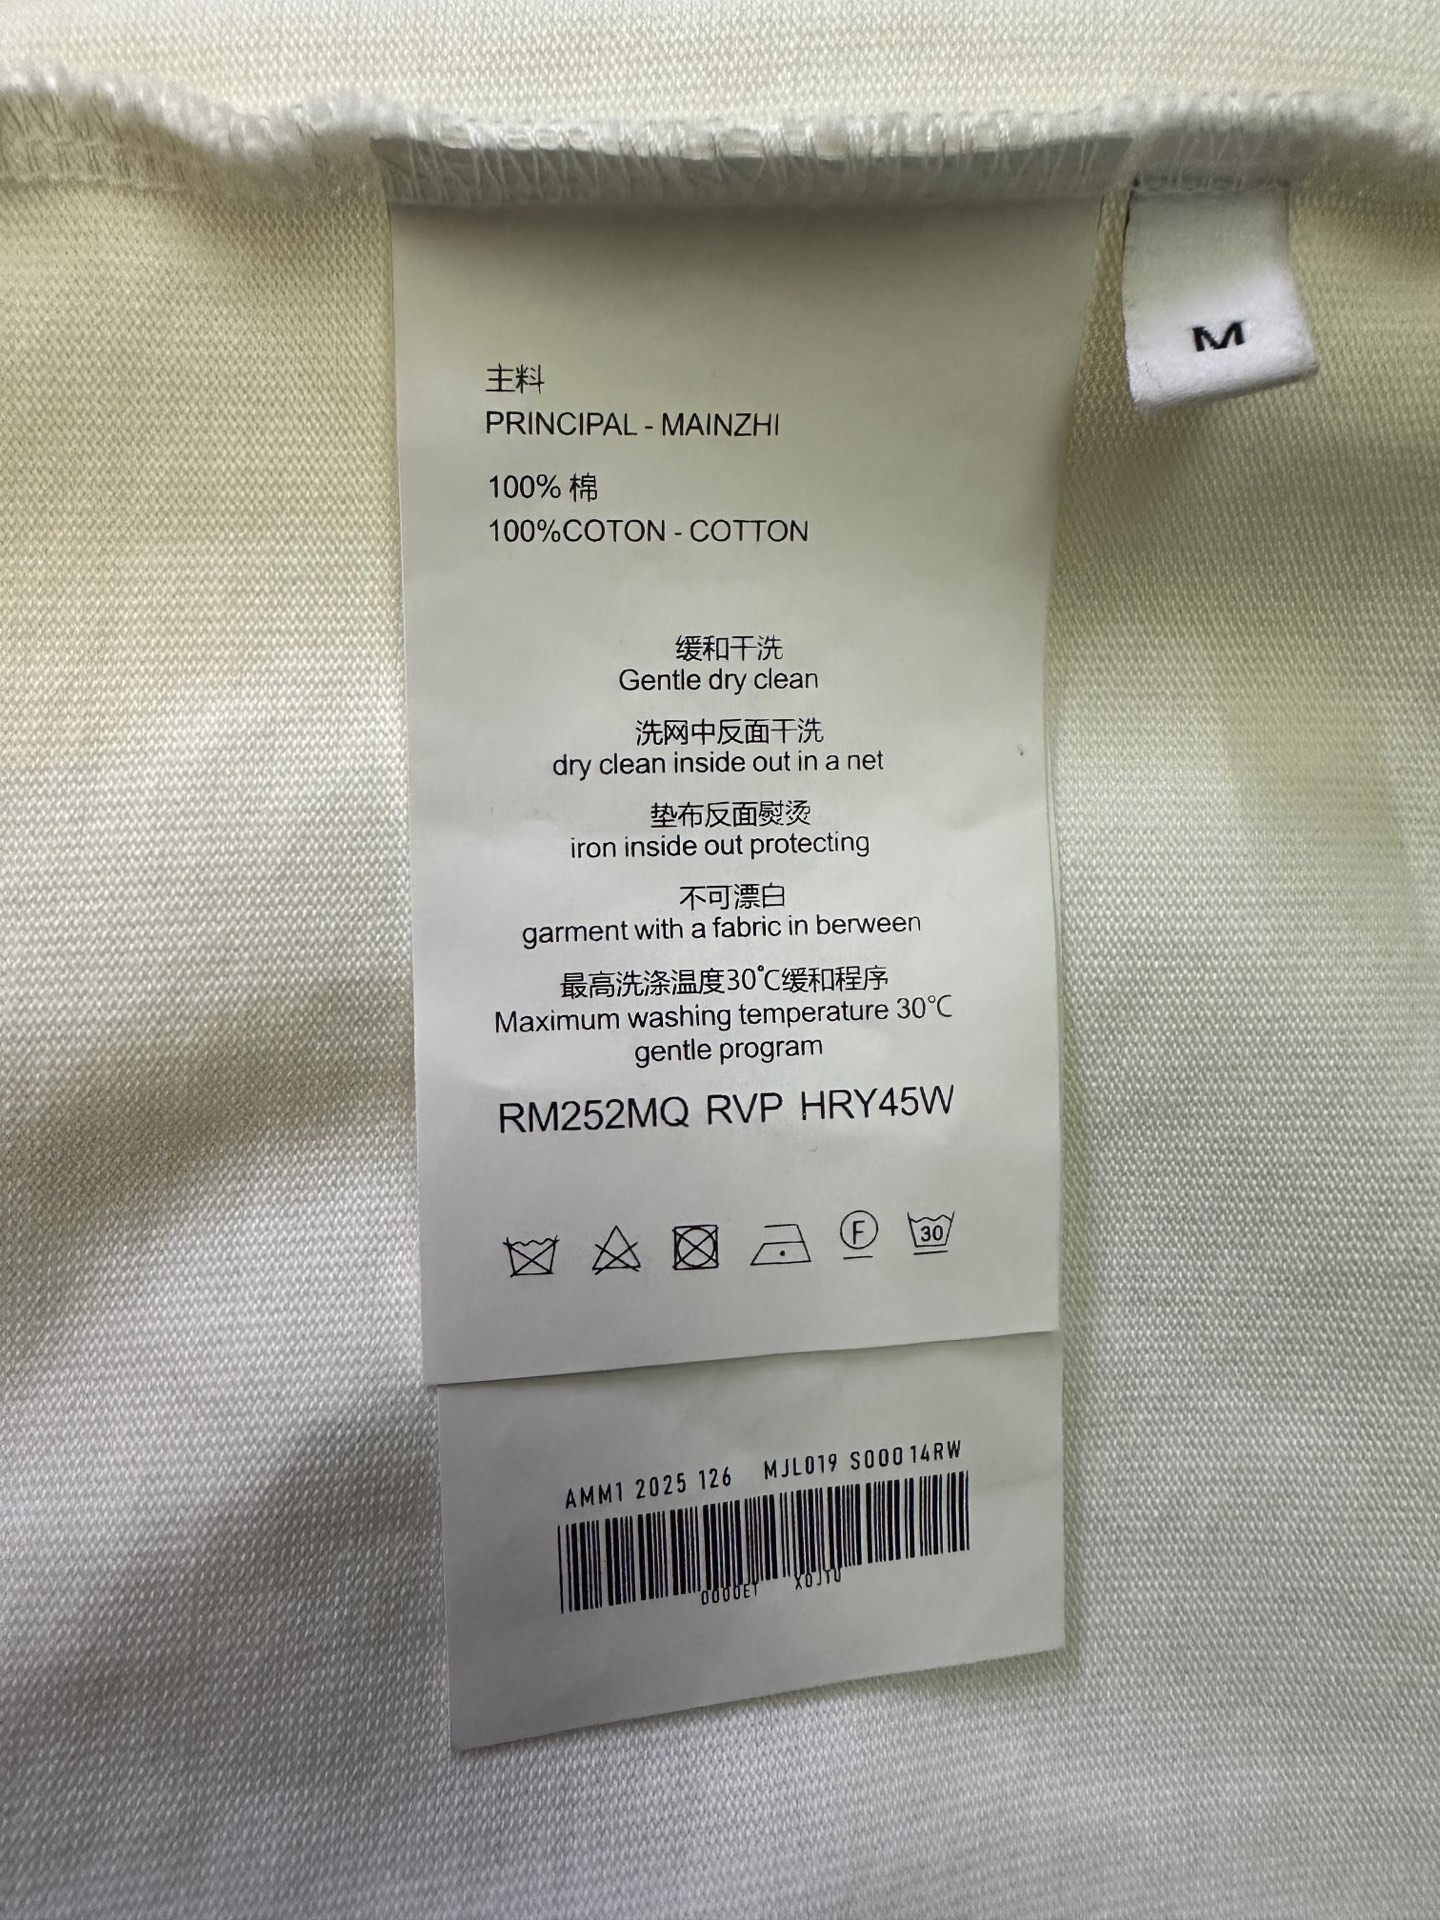 M
主料
PRINCIPAL - MAINZHI
100% 棉
100%COTON - COTTON
缓和干洗
Gentle dry clean
洗网中反面干洗
dry clean inside out in a net
垫布反面熨烫
iron inside out protecting
不可漂白
garment with a fabric in berween
最高洗涤温度30℃缓和程序
Maximum washing temperature 30℃
gentle program
RM252MQ RVP HRY45W
F 30
AMM1 2025 126 MJL019 S00014RW
0000ET XOJTU